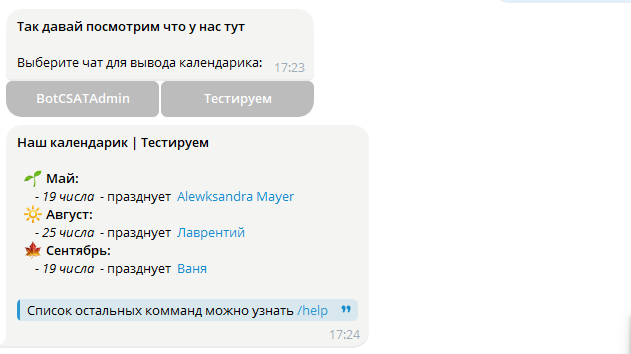 Так давай посмотрим что у нас тут
Выберите чат для вывода календарика:
17:23
BotCSATAdmin
Тестируем
Наш календарик | Тестируем
Май:
- 19 числа - празднует Alewksandra Mayer
Август:
- 25 числа - празднует Лаврентий
Сентябрь:
- 19 числа - празднует Ваня
Список остальных комманд можно узнать /help
17:24